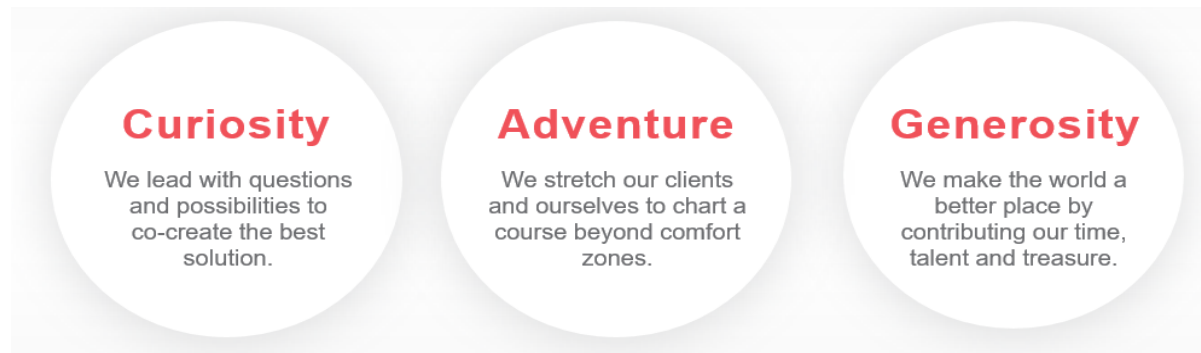 Curiosity
We lead with questions
and possibilities to
co-create the best
solution.
Adventure
We stretch our clients
and ourselves to chart a
course beyond comfort
zones.
Generosity
We make the world a
better place by
contributing our time,
talent and treasure.